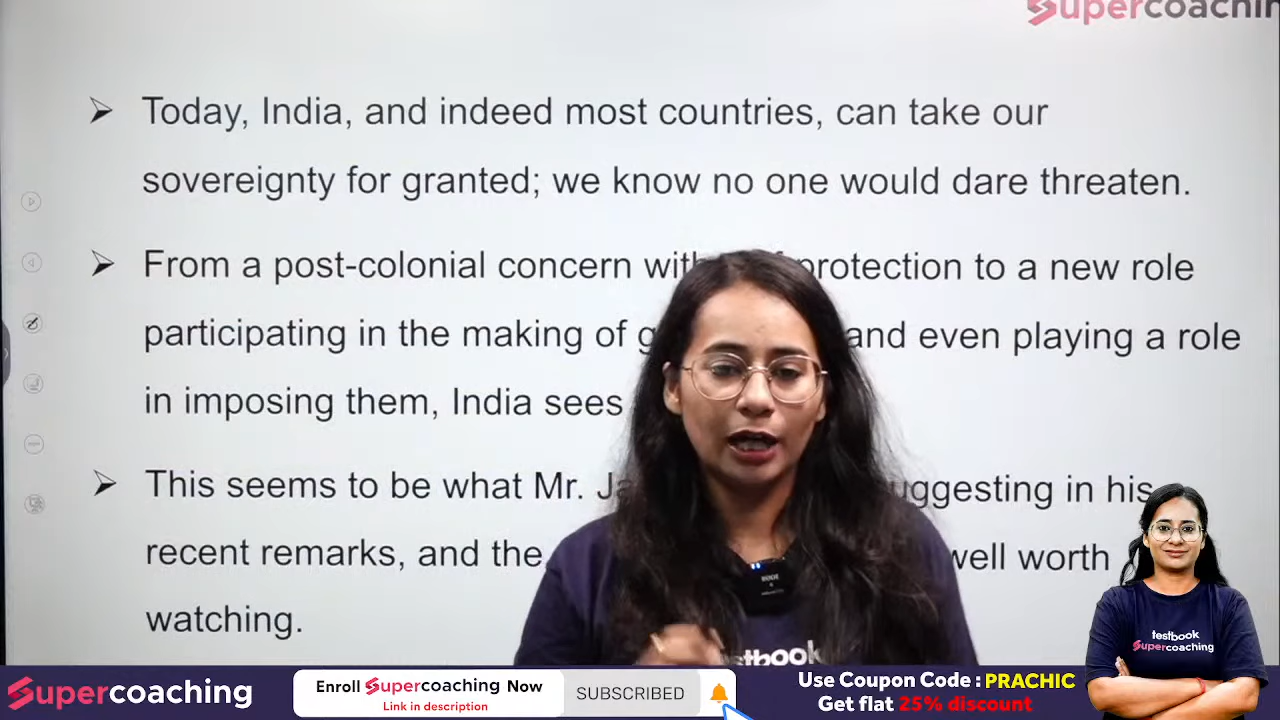 Supercoachin
➢ Today, India, and indeed most countries, can take our
sovereignty for granted; we know no one would dare threaten.
➢ From a post-colonial concern with protection to a new role
participating in the making of and even playing a role
in imposing them, India sees
➢ This seems to be what Mr. suggesting in his
recent remarks, and the well worth
watching.
RODE
testbook
testbook
Supercoaching
Supercoaching
Enroll Supercoaching Now
Link in description
SUBSCRIBED
Use Coupon Code : PRACHIC
Get flat 25% discount